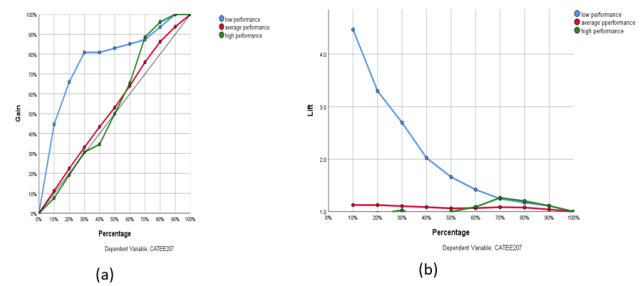 100%
90%
80%
70%
60%
50%
40%
30%
20%
10%
0%
Gain
0% 10% 20% 30% 40% 50% 60% 70% 80% 90% 100%
Percentage
Dependent Variable: CATEE207
low performance
average performance
high performance
(a)
4.0
3.0
2.0
1.0
Lift
0% 10% 20% 30% 40% 50% 60% 70% 80% 90% 100%
Percentage
Dependent Variable: CATEE207
low performance
average pperformance
high pperformance
(b)